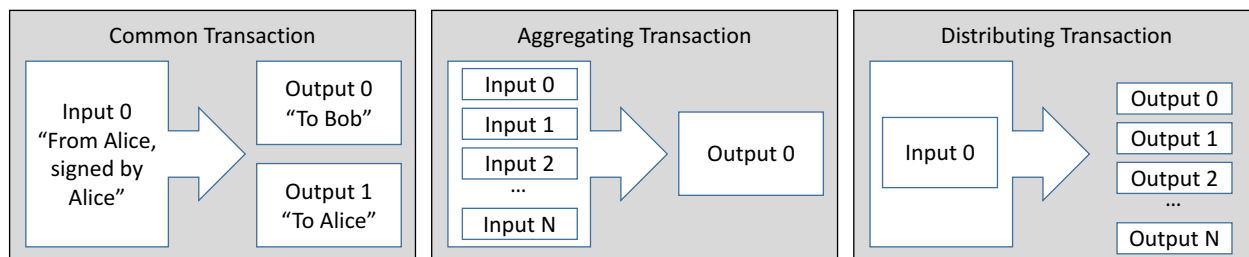 Common Transaction
Input 0
“From Alice,
signed by
Alice”
Output 0
“To Bob”
Output 1
“To Alice”
Aggregating Transaction
Input 0
Input 1
Input 2
...
Input N
Output 0
Distributing Transaction
Input 0
Output 0
Output 1
Output 2
...
Output N